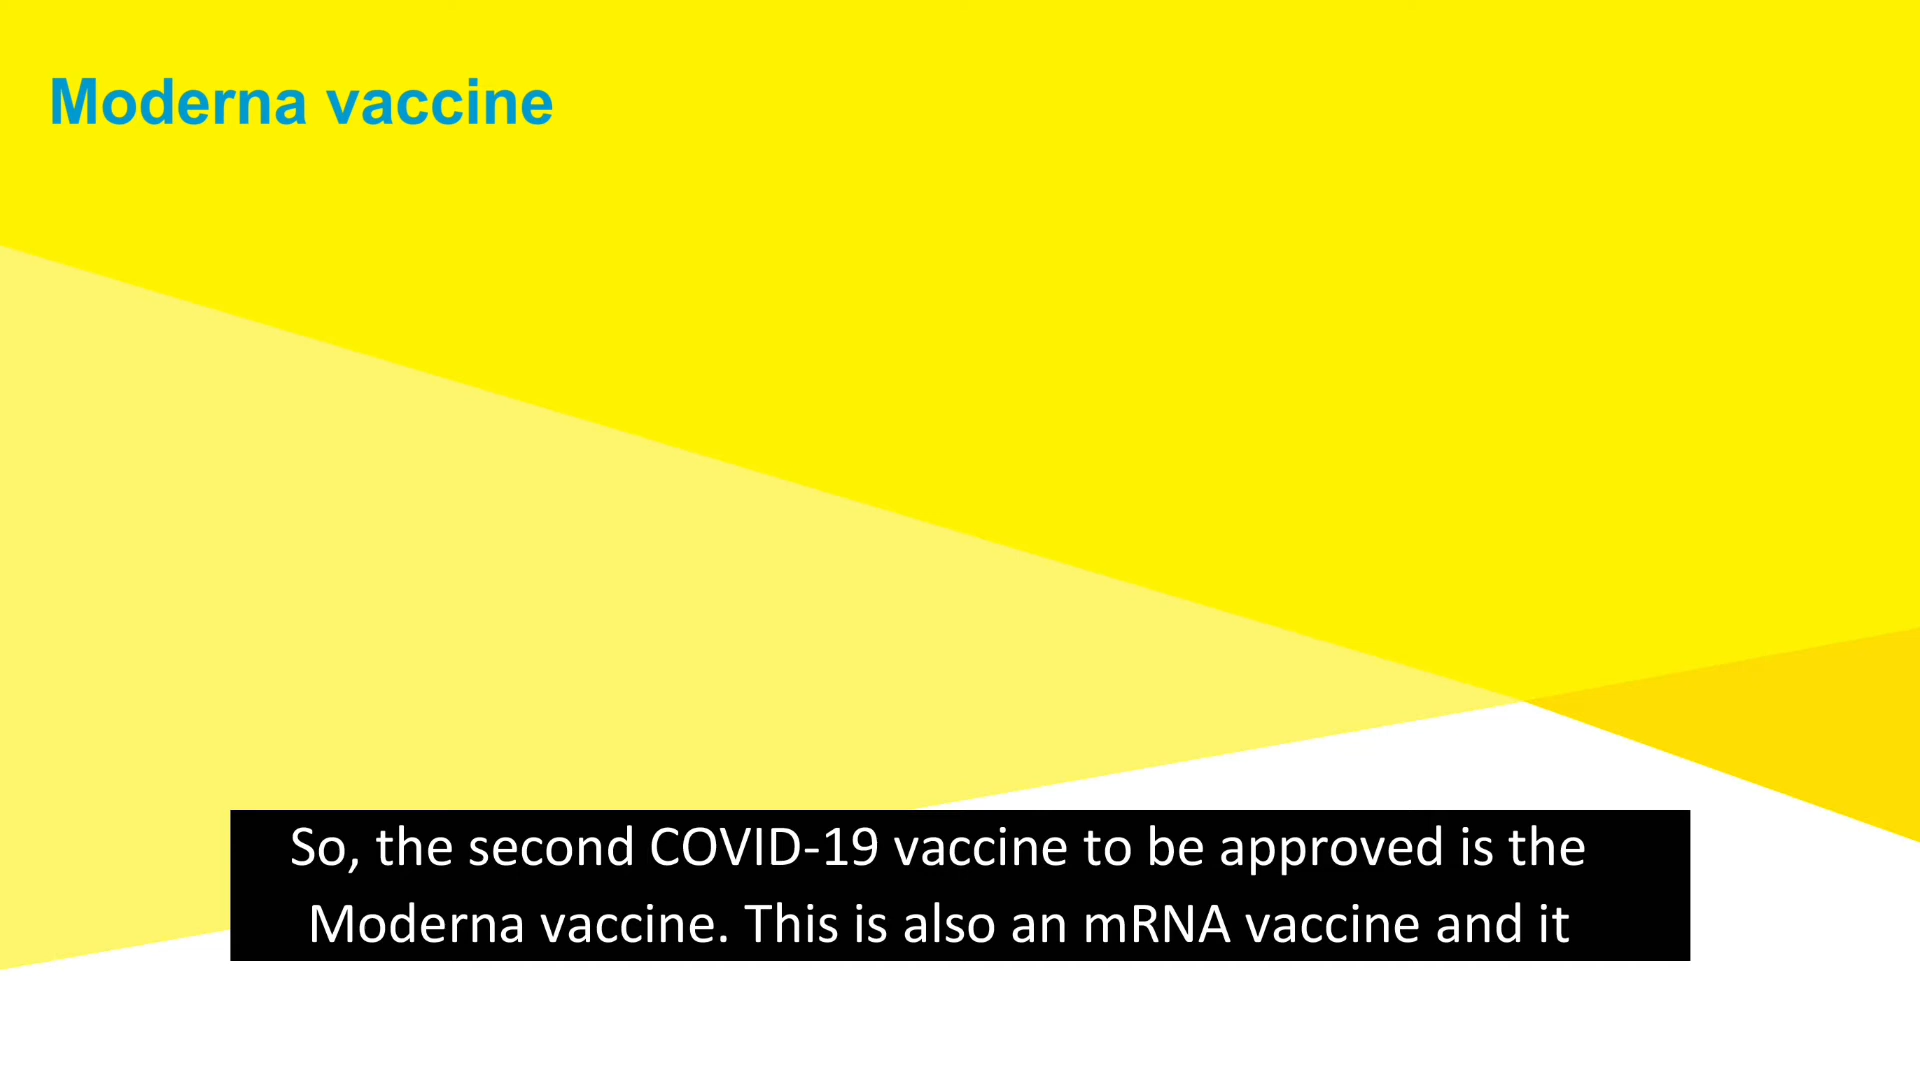 Moderna vaccine
So, the second COVID-19 vaccine to be approved is the
Moderna vaccine. This is also an mRNA vaccine and it